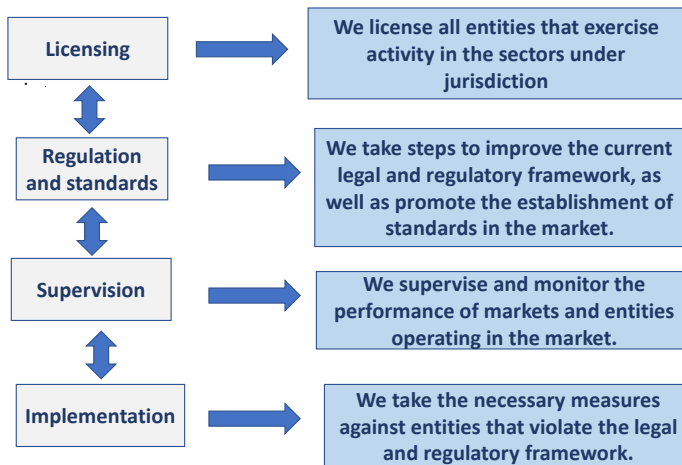 Licensing
We license all entities that exercise
activity in the sectors under
jurisdiction
Regulation
and standards
We take steps to improve the current
legal and regulatory framework, as
well as promote the establishment of
standards in the market.
Supervision
We supervise and monitor the
performance of markets and entities
operating in the market.
Implementation
We take the necessary measures
against entities that violate the legal
and regulatory framework.